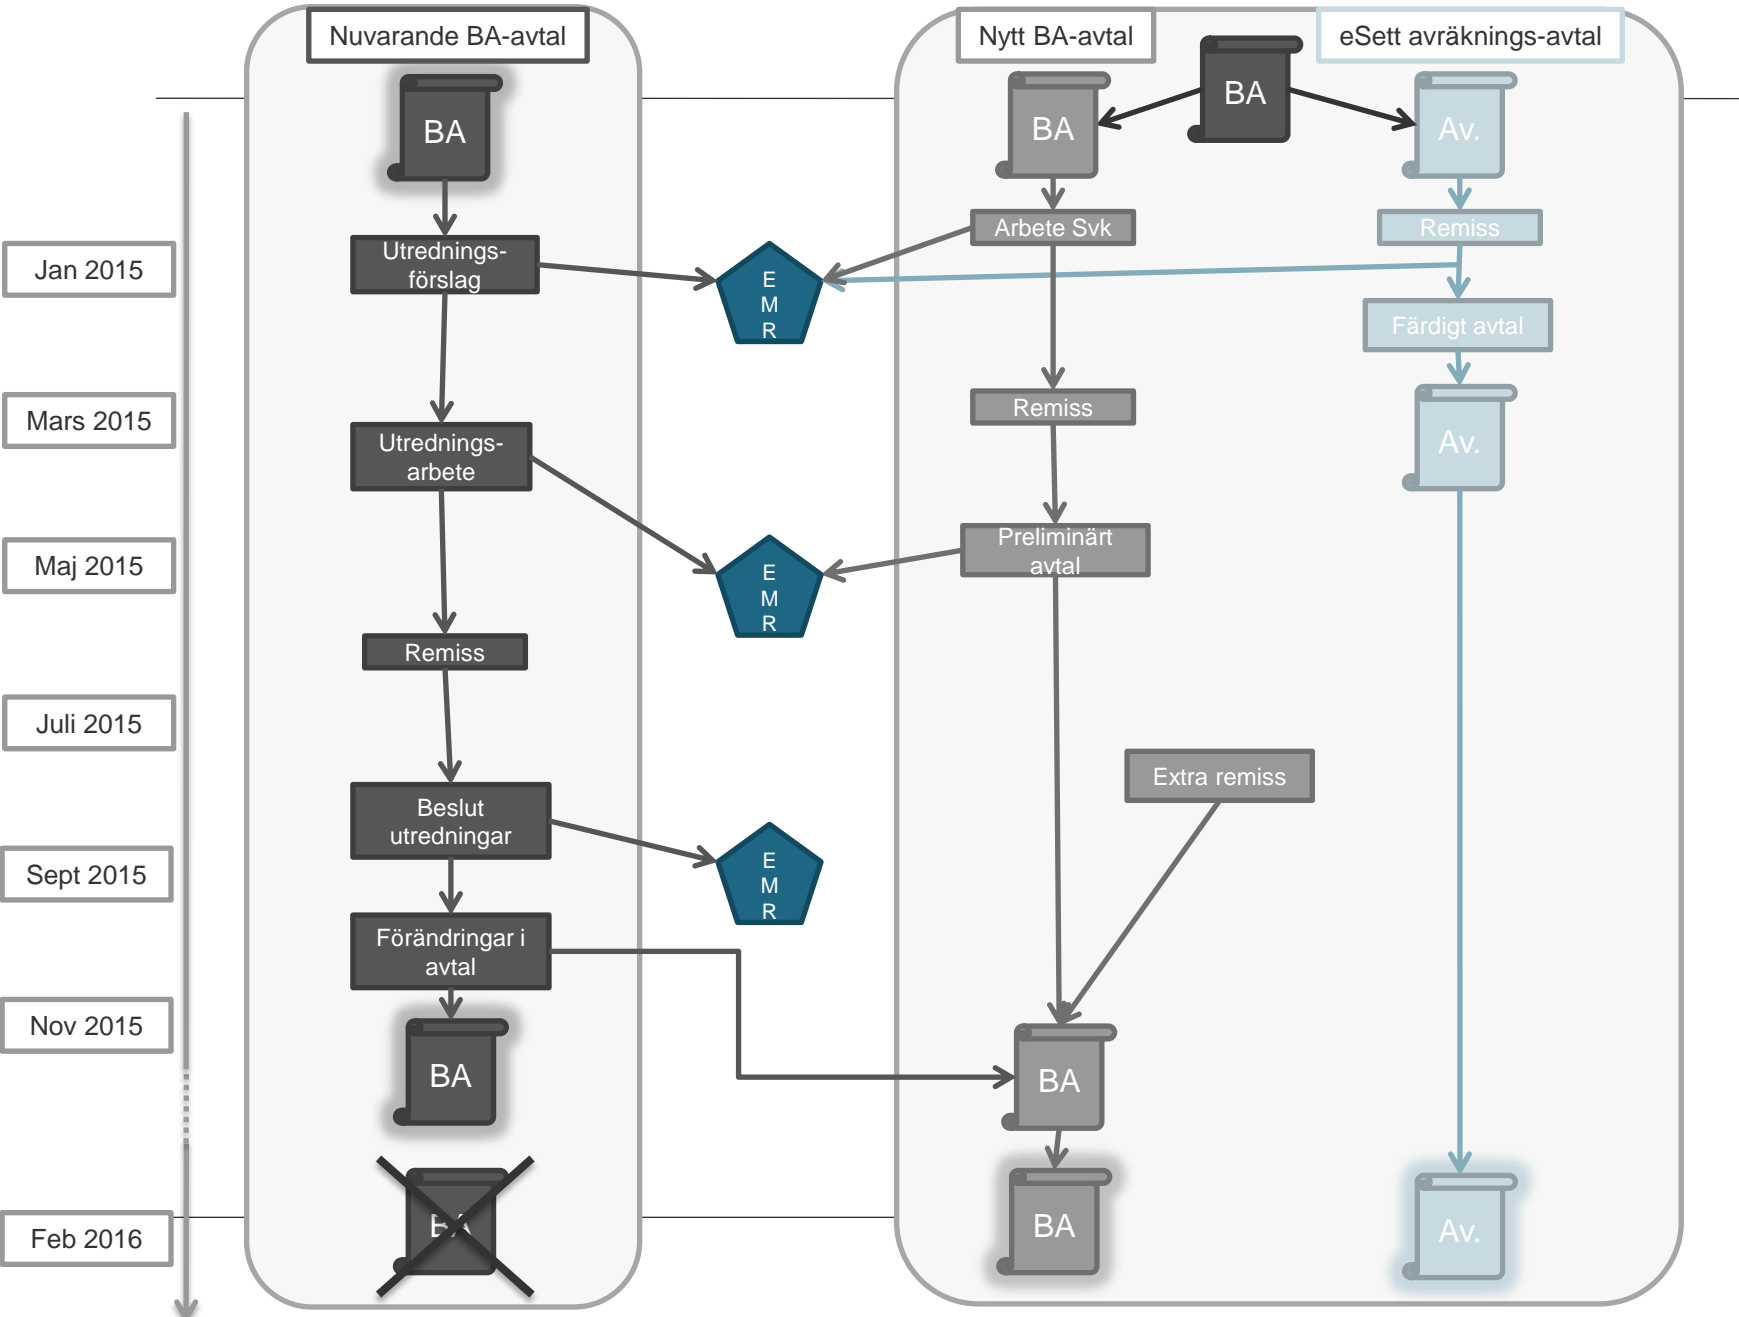 Nuvarande BA-avtal
Nytt BA-avtal
eSett avräknings-avtal
BA
BA
BA
Av.
Jan 2015
Utrednings-
förslag
E
M
R
Arbete Svk
Remiss
Färdigt avtal
Mars 2015
Utrednings-
arbete
Remiss
Av.
Maj 2015
E
M
R
Preliminärt
avtal
Remiss
Juli 2015
Extra remiss
Beslut
utredningar
Sept 2015
E
M
R
Förändringar i
avtal
Nov 2015
BA
BA
Feb 2016
BA
BA
Av.